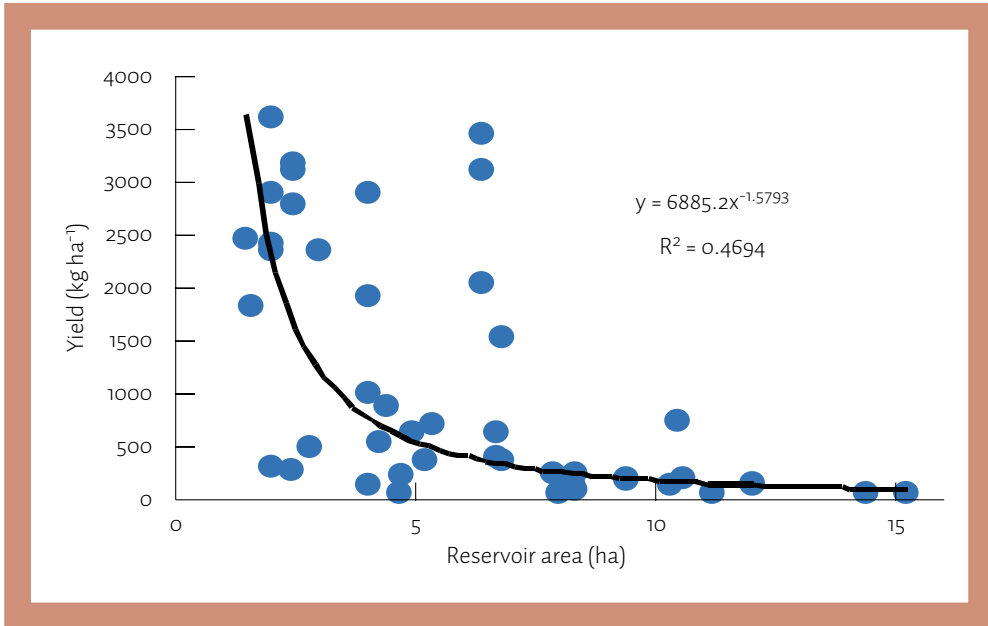 4000
3500
3000
2500
2000
1500
1000
500
0
Yield (kg ha⁻¹)
y = 6885.2x⁻¹·⁵⁷⁹³
R² = 0.4694
0 5 10 15
Reservoir area (ha)